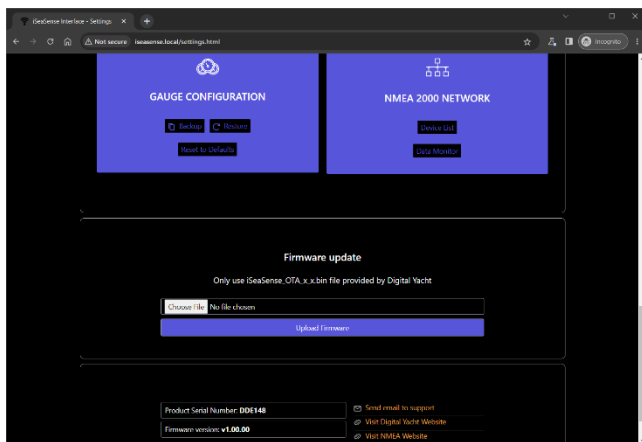 iSeaSense Interface - Settings
Not secure iseasense.local/settings.html
Incognito
GAUGE CONFIGURATION
NMEA 2000 NETWORK
Backup Restore
Device List
Reset to Defaults
Data Monitor
Firmware update
Only use iSeaSense_OTA_x_x.bin file provided by Digital Yacht
Choose File No file chosen
Upload Firmware
Product Serial Number: DDE148
Send email to support
Visit Digital Yacht Website
Firmware version: v1.00.00
Visit NMEA Website